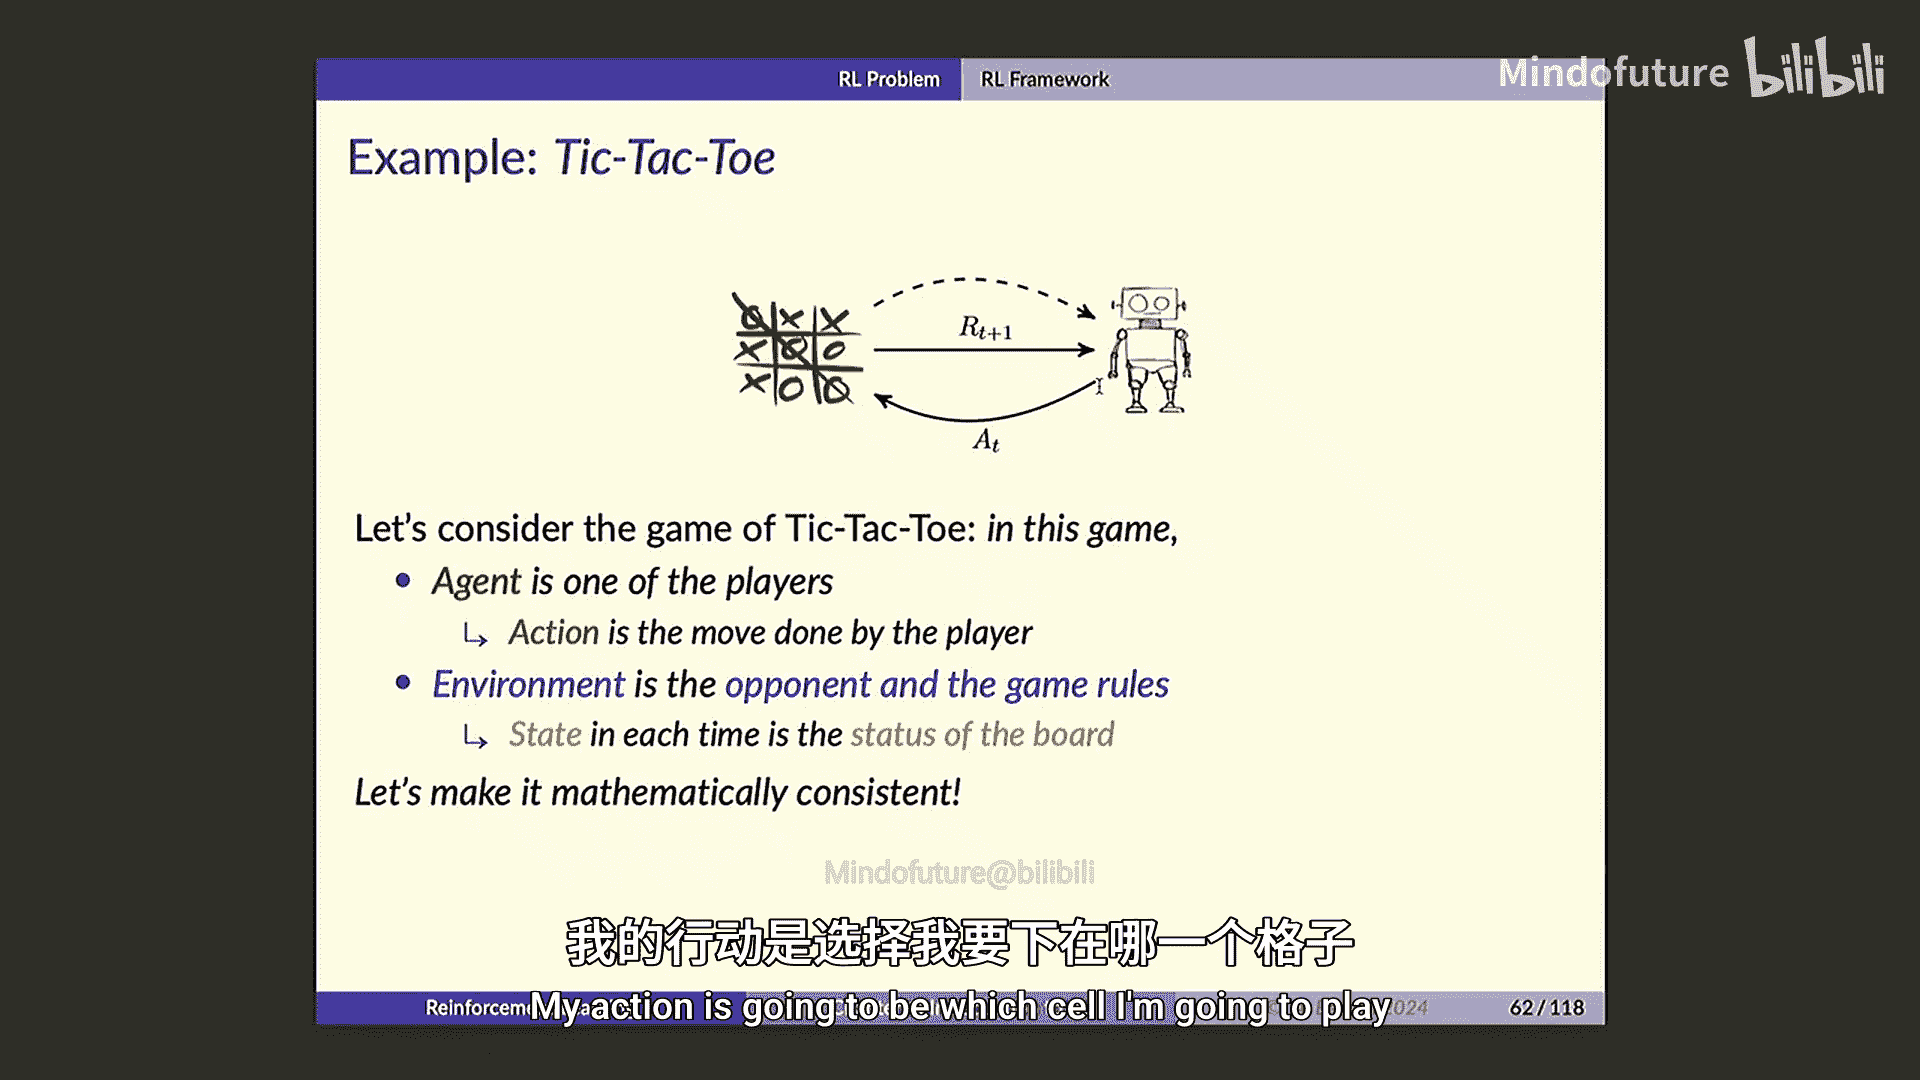 RL Problem
RL Framework
Mindofuture bilibili
Example: Tic-Tac-Toe
O X X
X O O
X O O
R_{t+1}
A_t
Let's consider the game of Tic-Tac-Toe: in this game,
• Agent is one of the players
↳ Action is the move done by the player
• Environment is the opponent and the game rules
↳ State in each time is the status of the board
Let's make it mathematically consistent!
Mindofuture@bilibili
我的行动是选择我要下在哪一个格子
My action is going to be which cell I'm going to play
62 / 118